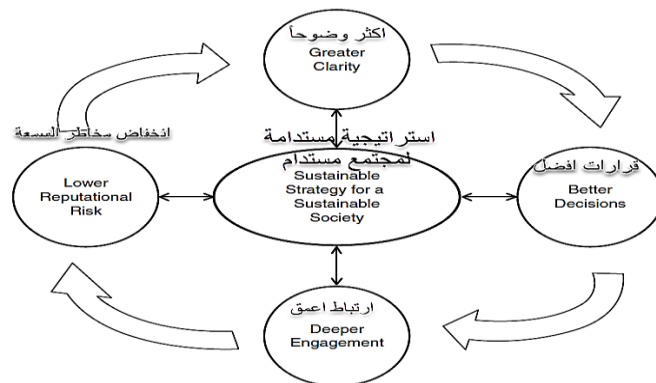 اكثر وضوحاً
Greater
Clarity
انخفاض مخاطر السمعة
Lower
Reputational
Risk
استراتيجية مستدامة
لمجتمع مستدام
Sustainable
Strategy for a
Sustainable
Society
قرارات افضل
Better
Decisions
ارتباط اعمق
Deeper
Engagement